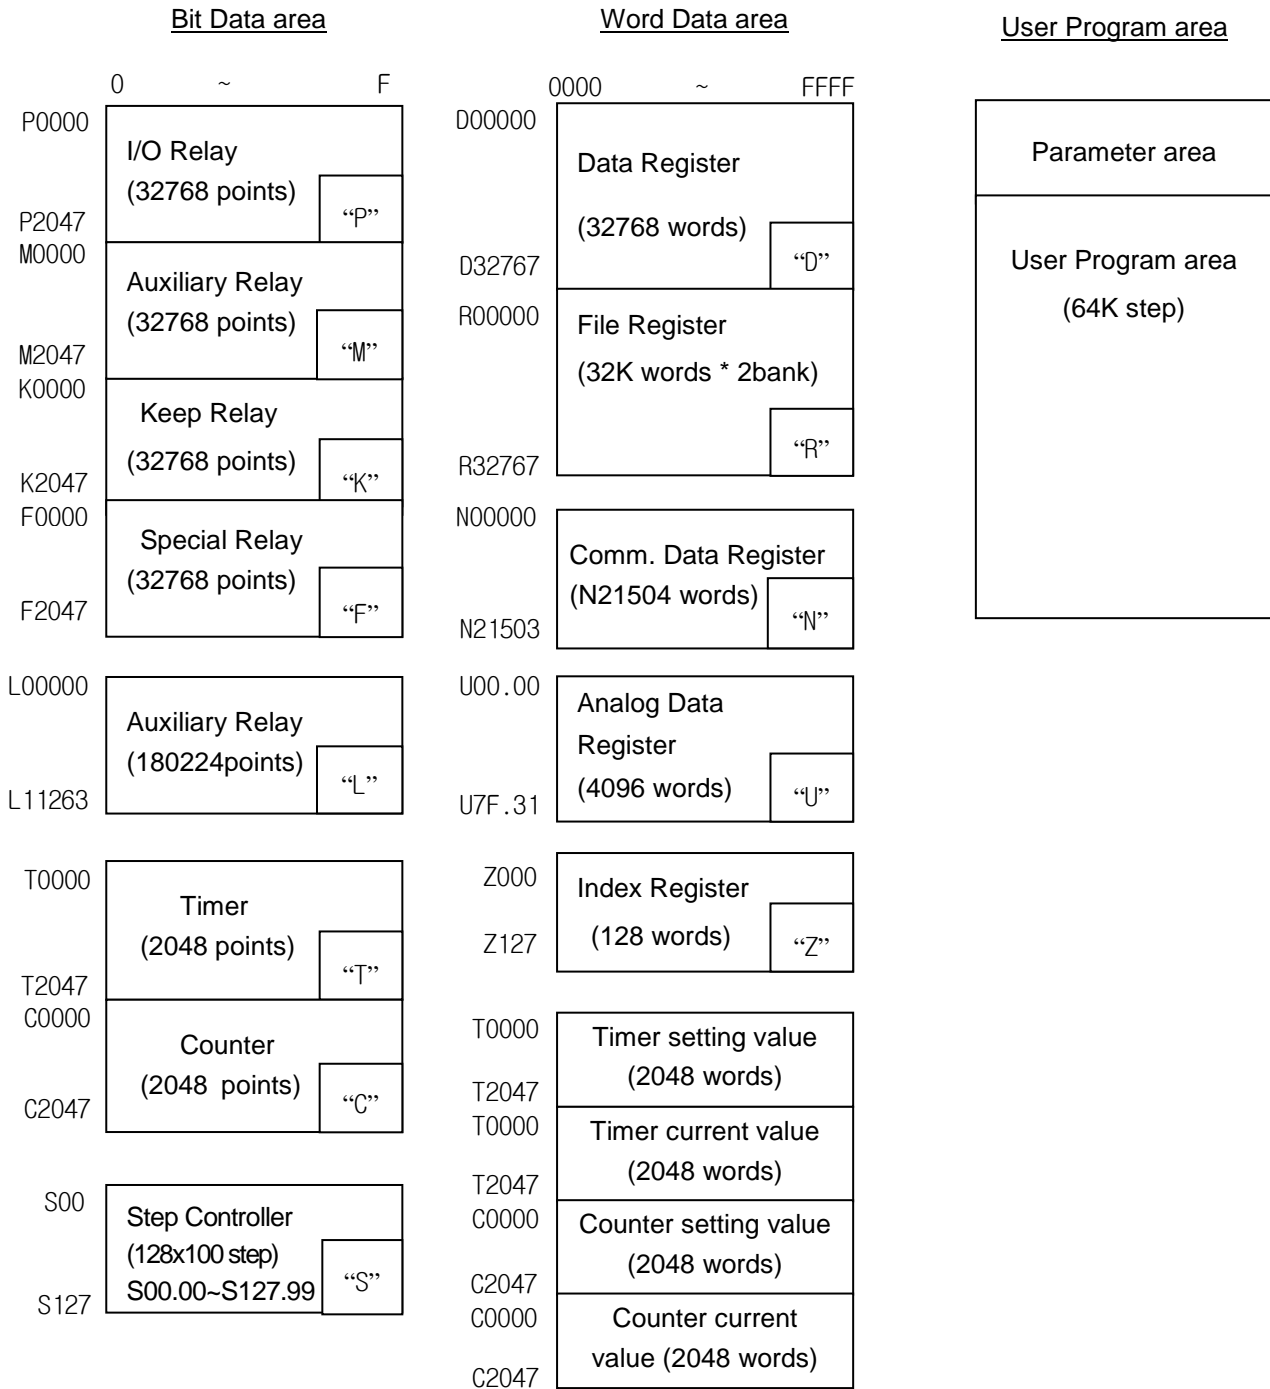 Bit Data area
0 ~ F
P0000
I/O Relay
(32768 points)
“P”
P2047
M0000
Auxiliary Relay
(32768 points)
“M”
M2047
K0000
Keep Relay
(32768 points)
“K”
K2047
F0000
Special Relay
(32768 points)
“F”
F2047
L00000
Auxiliary Relay
(180224points)
“L”
L11263
T0000
Timer
(2048 points)
“T”
T2047
C0000
Counter
(2048 points)
“C”
C2047
S00
Step Controller
(128x100 step)
S00.00~S127.99
“S”
S127
Word Data area
0000 ~ FFFF
D00000
Data Register
(32768 words)
“D”
D32767
R00000
File Register
(32K words * 2bank)
“R”
R32767
N00000
Comm. Data Register
(N21504 words)
“N”
N21503
U00.00
Analog Data
Register
(4096 words)
“U”
U7F.31
Z000
Index Register
(128 words)
“Z”
Z127
T0000
Timer setting value
(2048 words)
T2047
T0000
Timer current value
(2048 words)
T2047
C0000
Counter setting value
(2048 words)
C2047
C0000
Counter current
value (2048 words)
C2047
User Program area
Parameter area
User Program area
(64K step)